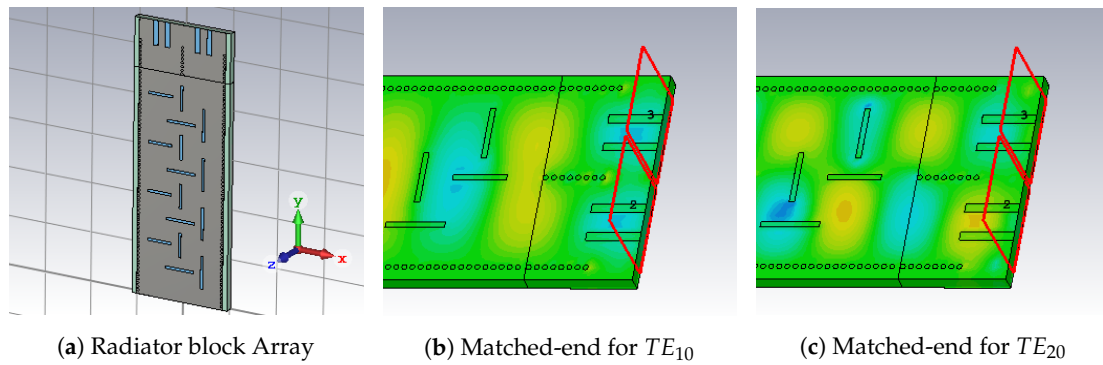 y
x
z
3
2
3
2
(a) Radiator block Array
(b) Matched-end for TE10
(c) Matched-end for TE20